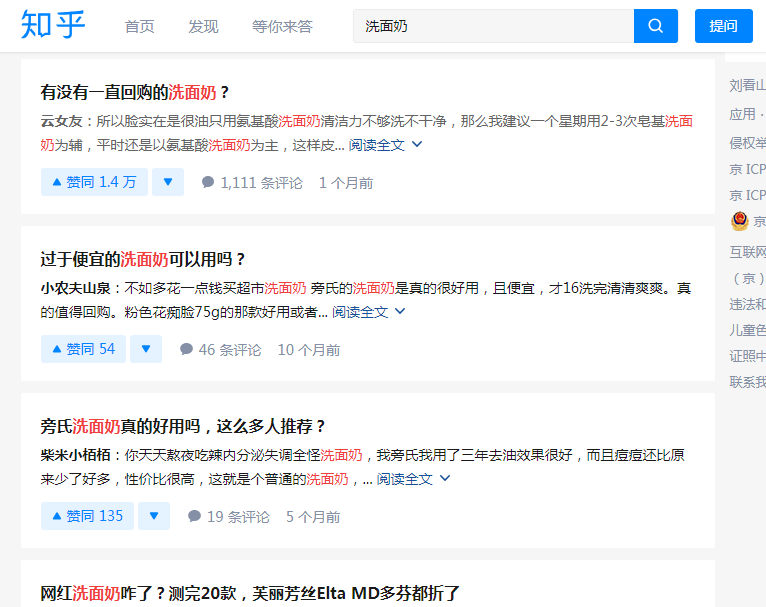 知乎 首页 发现 等你来答 洗面奶 提问
有没有一直回购的洗面奶？
云女友：所以脸实在是很油只用氨基酸洗面奶清洁力不够洗不干净，那么我建议一个星期用2-3次皂基洗面
奶为辅，平时还是以氨基酸洗面奶为主，这样皮... 阅读全文
赞同 1.4 万 1,111 条评论 1 个月前
过于便宜的洗面奶可以用吗？
小农夫山泉：不如多花一点钱买超市洗面奶 旁氏的洗面奶是真的很好用，且便宜，才16洗完清清爽爽。真
的值得回购。粉色花痴脸75g的那款好用或者... 阅读全文
赞同 54 46 条评论 10 个月前
旁氏洗面奶真的好用吗，这么多人推荐？
柴米小栢栢：你天天熬夜吃辣内分泌失调全怪洗面奶，我旁氏我用了三年去油效果很好，而且痘痘还比原
来少了好多，性价比很高，这就是个普通的洗面奶，... 阅读全文
赞同 135 19 条评论 5 个月前
网红洗面奶咋了？测完20款，芙丽芳丝Elta MD多芬都折了
刘看山
应用 ·
侵权举
京 ICP
京 ICP
京
互联网
（京）
违法和
儿童色
证照中
联系我